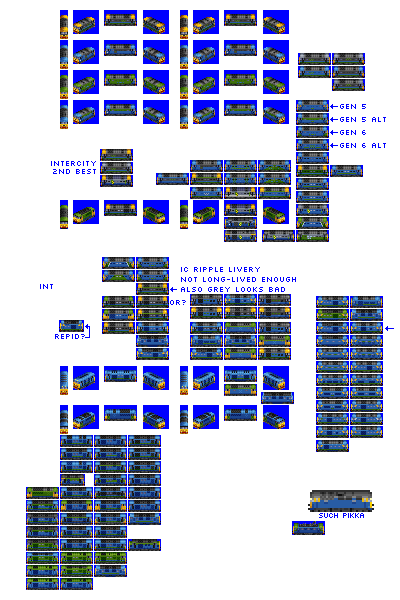 GEN 5
GEN 5 ALT
GEN 6
GEN 6 ALT
INTERCITY
2ND BEST
IC RIPPLE LIVERY
NOT LONG-LIVED ENOUGH
INT
ALSO GREY LOOKS BAD
OR?
REPID?
SUCH PIKKA